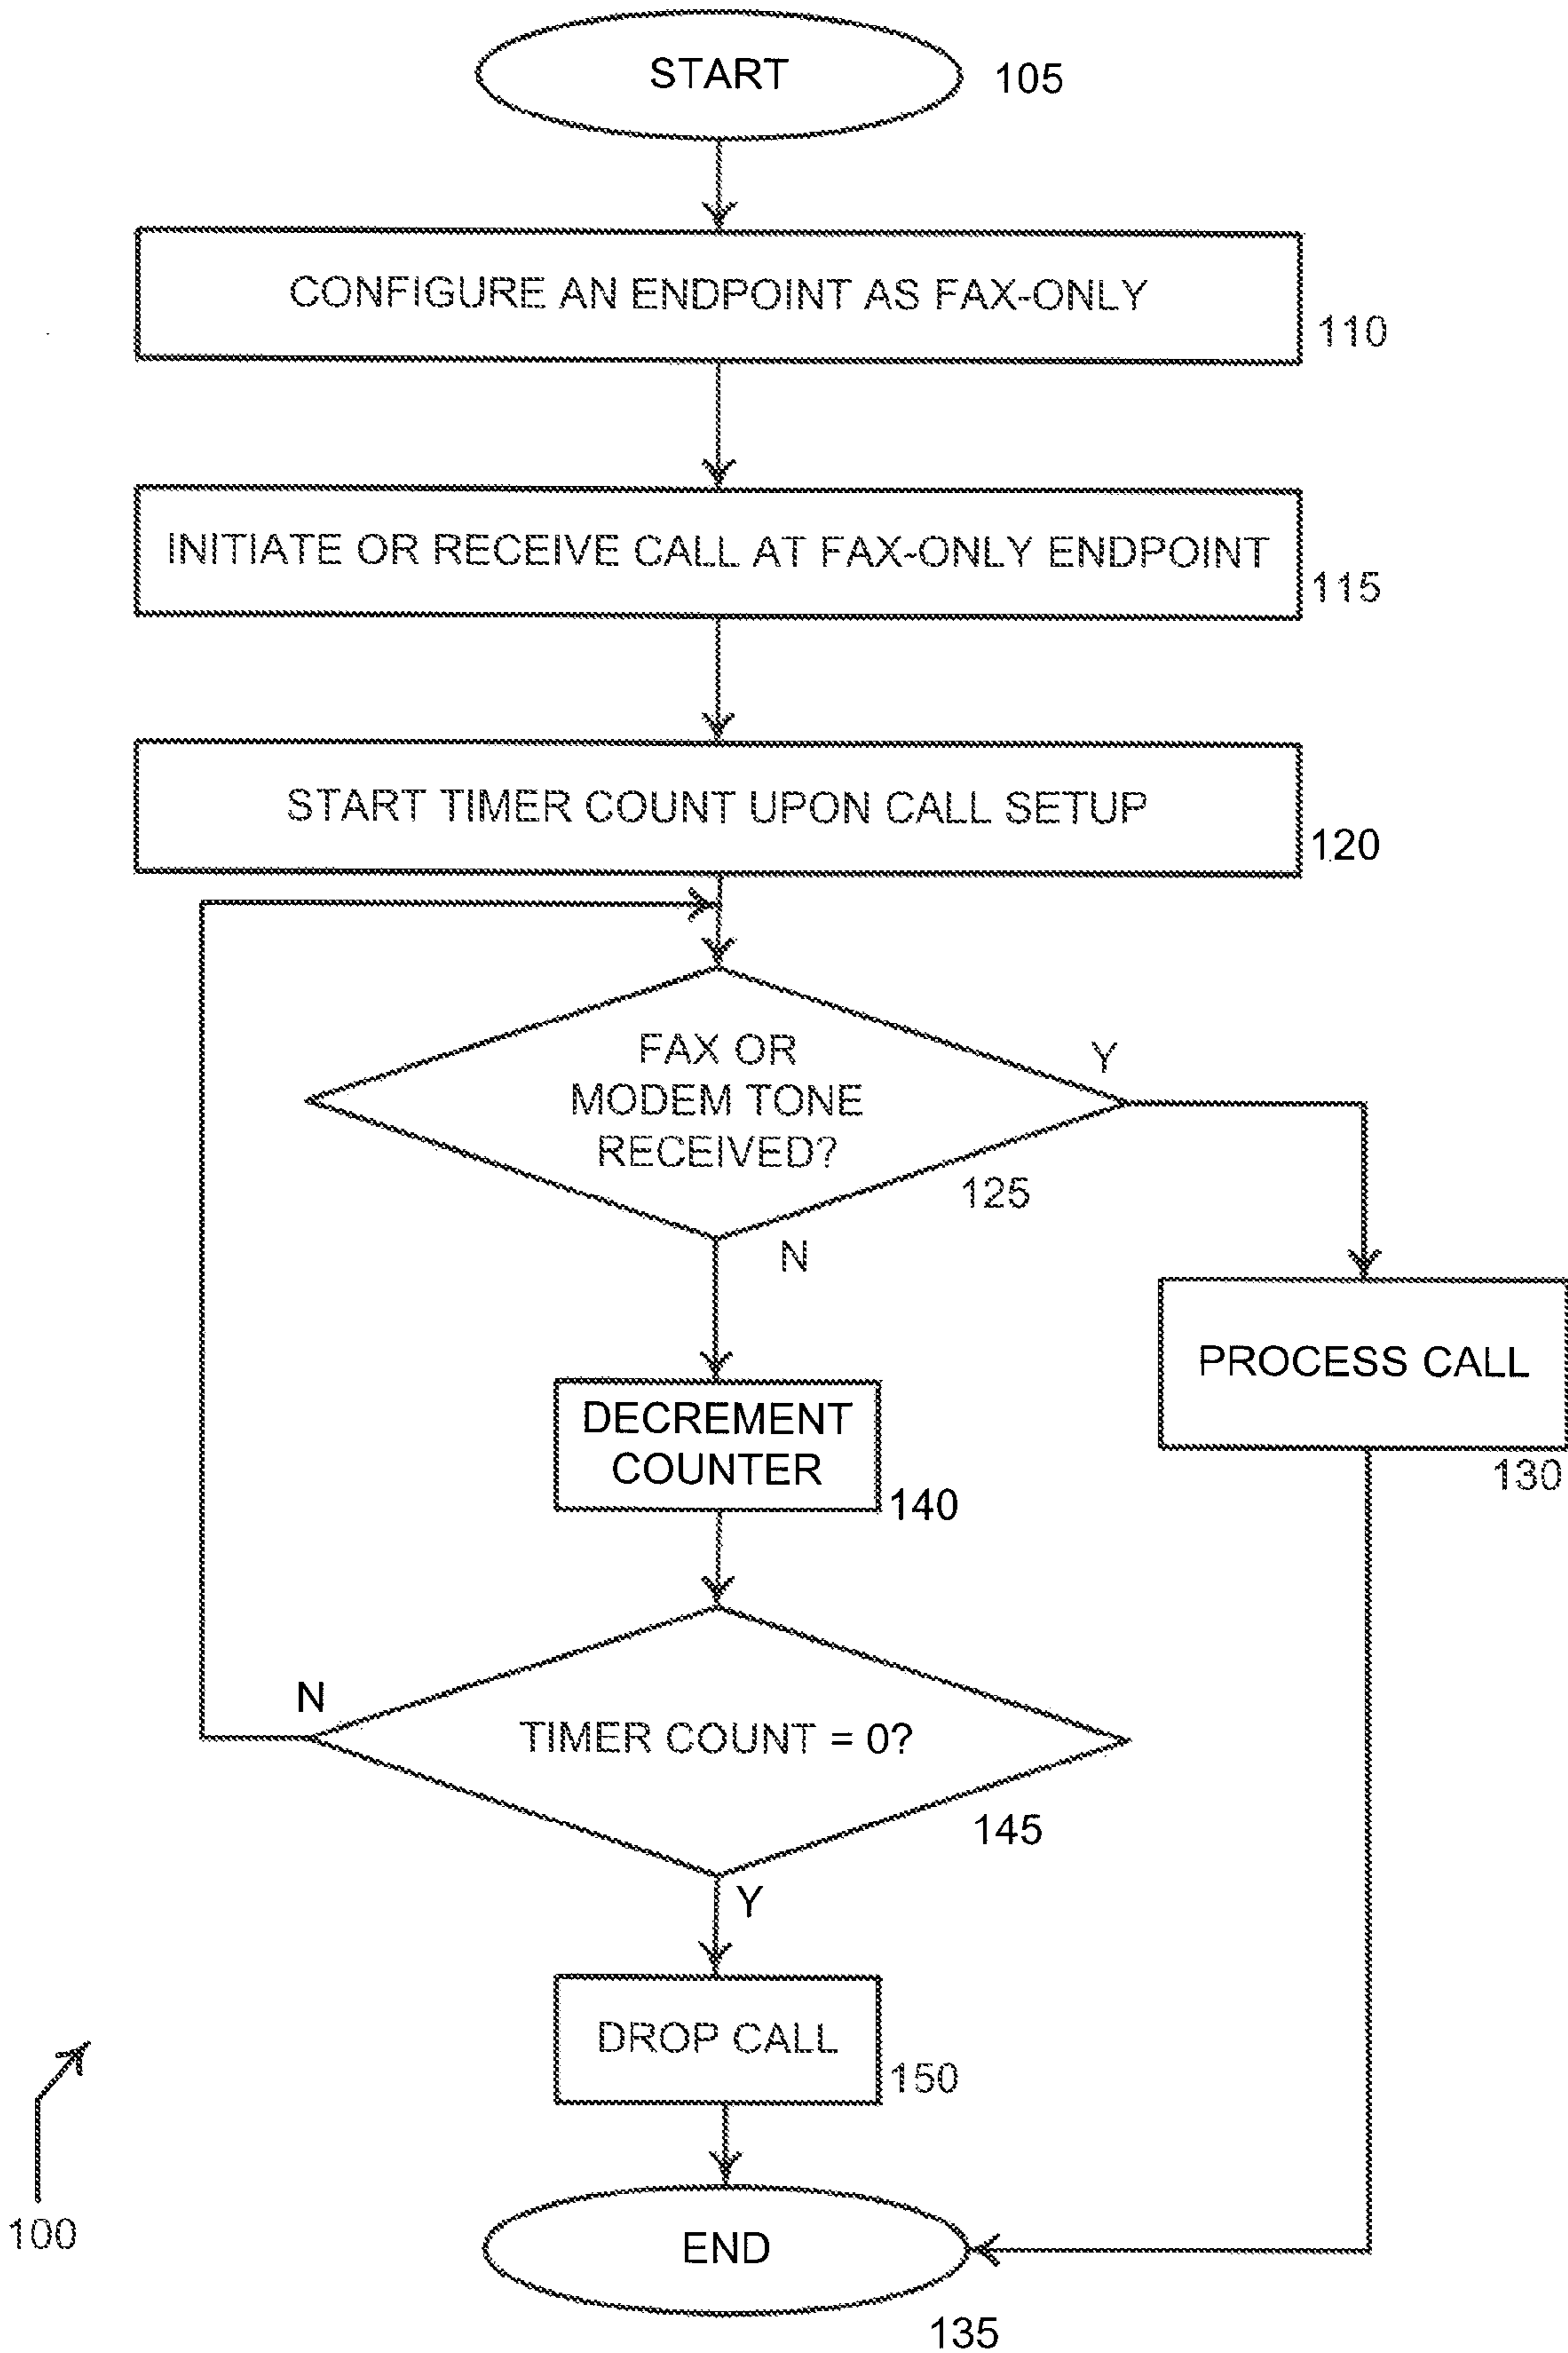 START
105
CONFIGURE AN ENDPOINT AS FAX-ONLY
110
INITIATE OR RECEIVE CALL AT FAX-ONLY ENDPOINT
115
START TIMER COUNT UPON CALL SETUP
120
FAX OR
MODEM TONE
RECEIVED?
Y
125
N
PROCESS CALL
130
DECREMENT
COUNTER
140
N
TIMER COUNT = 0?
145
Y
DROP CALL
150
100
END
135